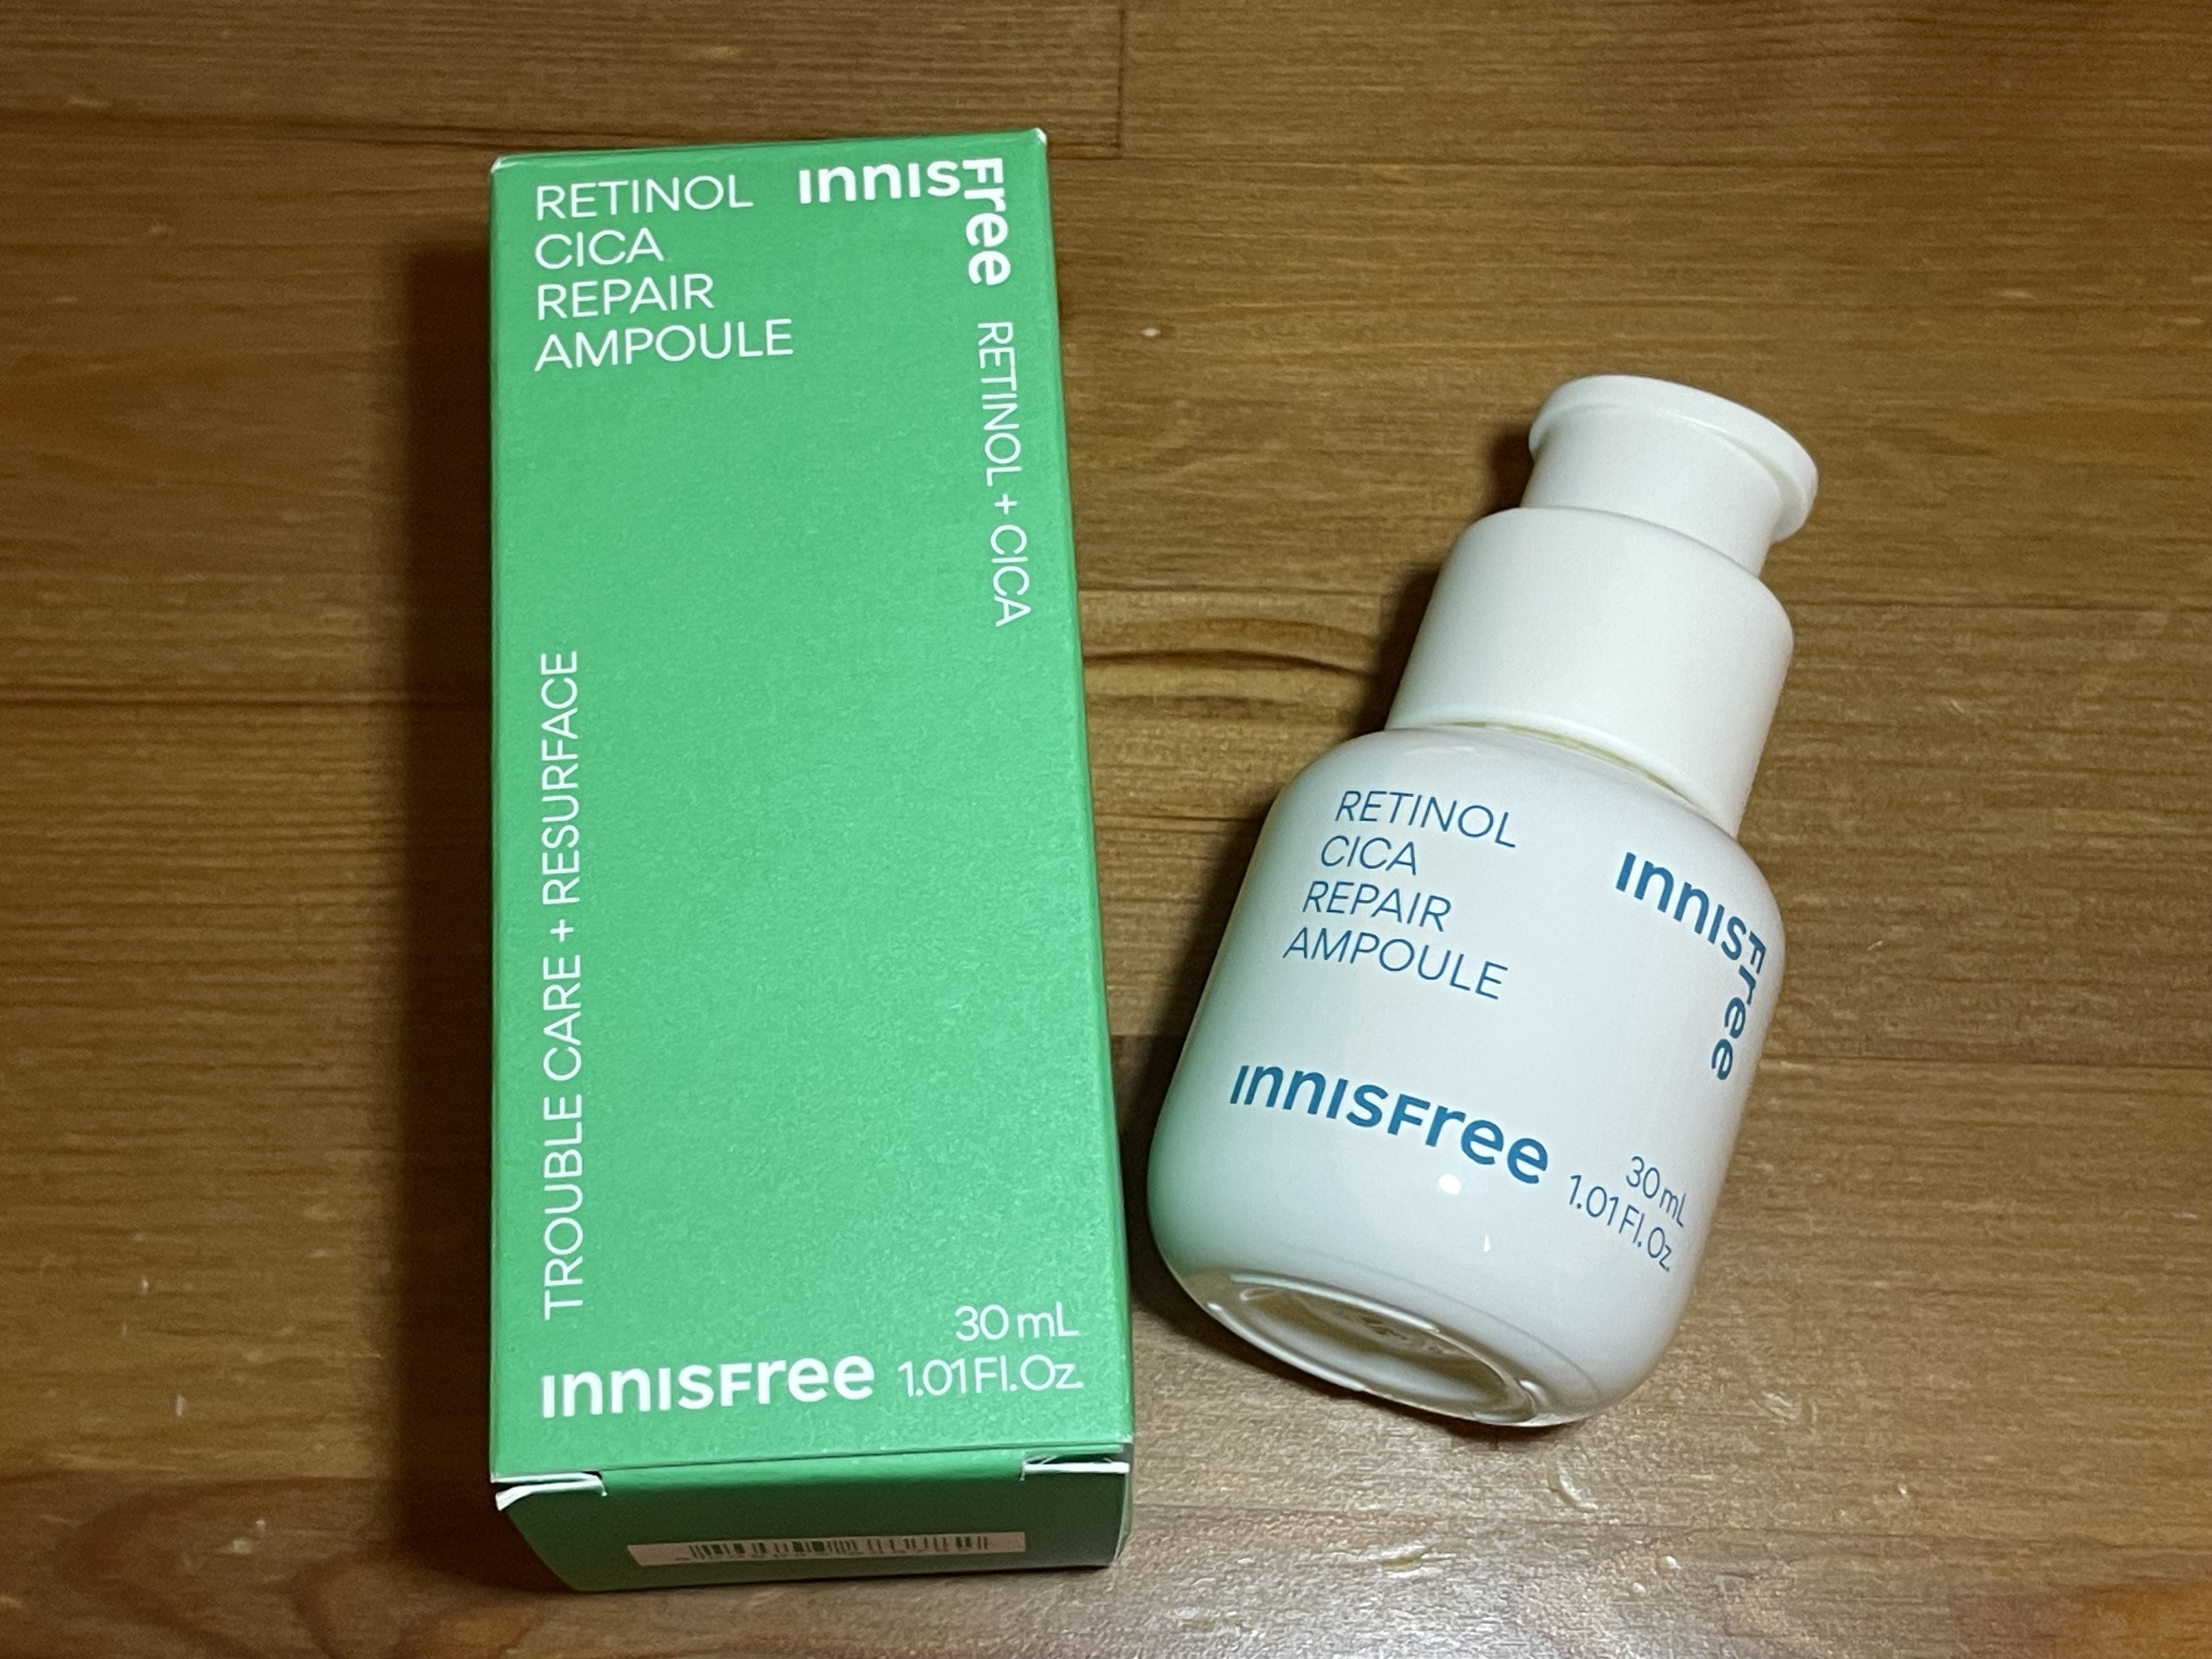 RETINOL
CICA
REPAIR
AMPOULE
INNISFree
RETINOL + CICA
TROUBLE CARE + RESURFACE
INNISFree
30 mL
1.01 Fl. Oz.
RETINOL
CICA
REPAIR
AMPOULE
INNISFree
INNISFree
30 mL
1.01 Fl. Oz.